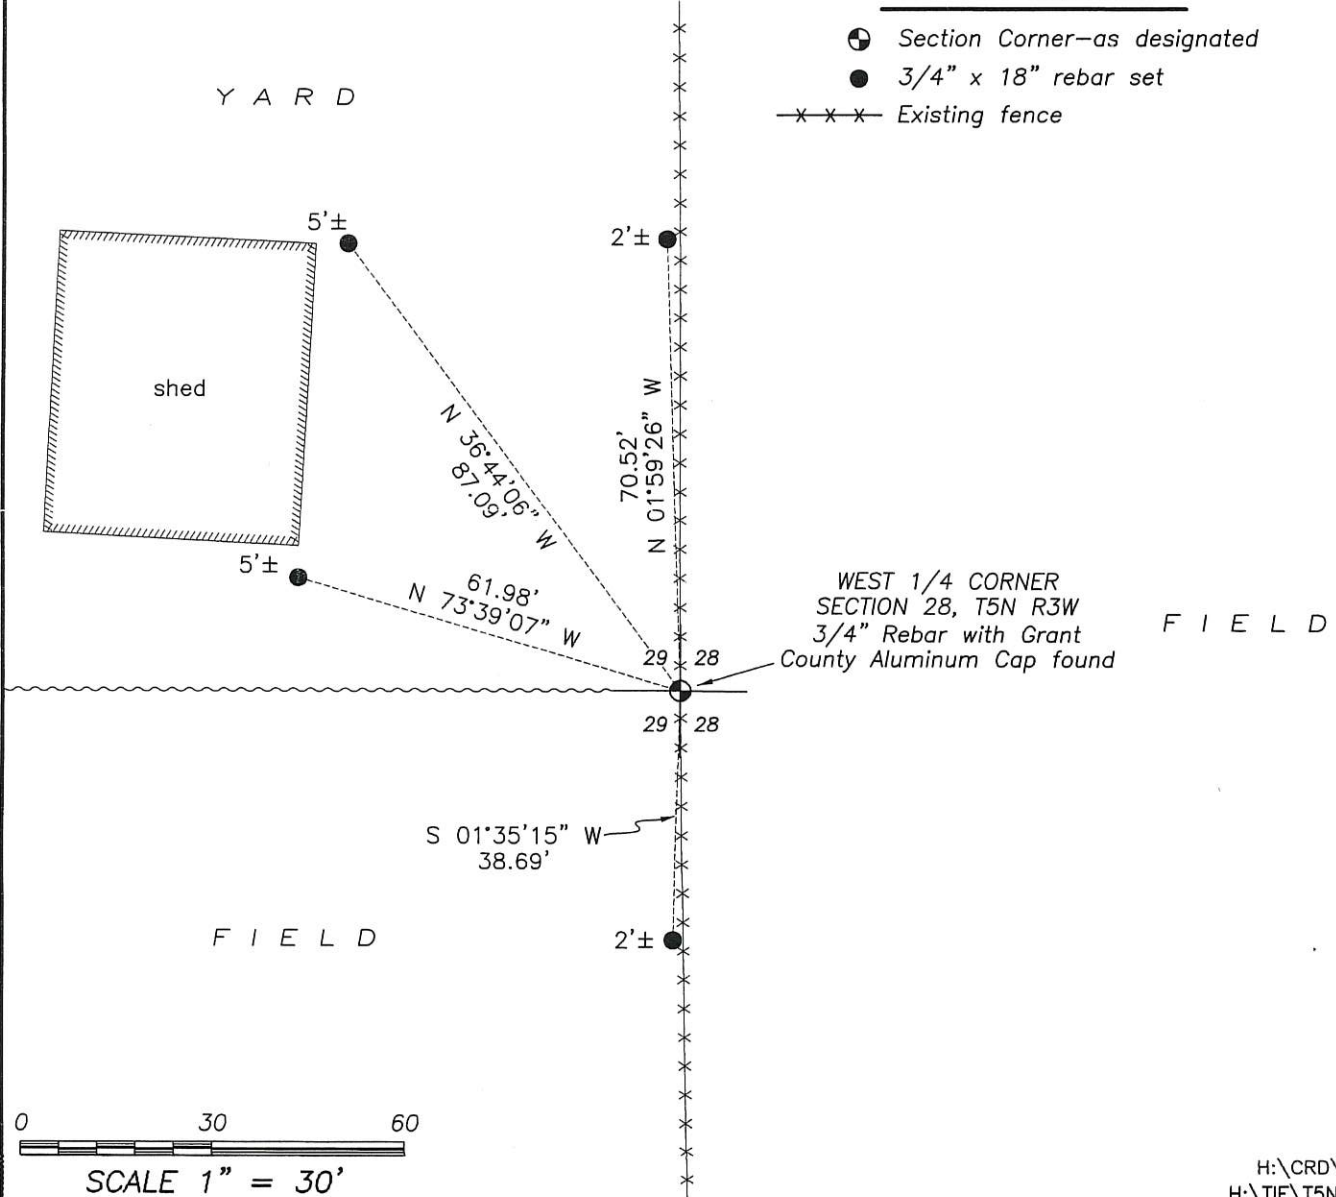 Section Corner—as designated
3/4" x 18" rebar set
x x x Existing fence
Y A R D
5'±
2'±
shed
N 36°44'06" W
87.09'
70.52'
N 01°59'26" W
5'±
61.98'
N 73°39'07" W
WEST 1/4 CORNER
SECTION 28, T5N R3W
3/4" Rebar with Grant
County Aluminum Cap found
F I E L D
29 28
29 28
S 01°35'15" W
38.69'
F I E L D
2'±
0 30 60
SCALE 1" = 30'
H:\CRD\
H:\TIE\T5N